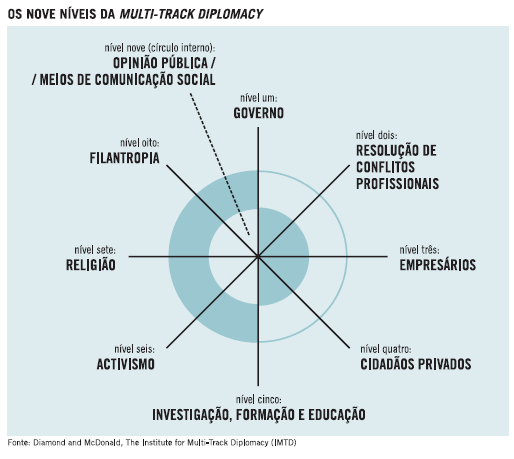 OS NOVE NÍVEIS DA MULTI-TRACK DIPLOMACY
nível nove (círculo interno):
OPINIÃO PÚBLICA /
/ MEIOS DE COMUNICAÇÃO SOCIAL
nível um:
GOVERNO
nível oito:
FILANTROPIA
nível dois:
RESOLUÇÃO DE
CONFLITOS
PROFISSIONAIS
nível sete:
RELIGIÃO
nível três:
EMPRESÁRIOS
nível seis:
ACTIVISMO
nível quatro:
CIDADÃOS PRIVADOS
nível cinco:
INVESTIGAÇÃO, FORMAÇÃO E EDUCAÇÃO
Fonte: Diamond and McDonald, The Institute for Multi-Track Diplomacy (IMTD)